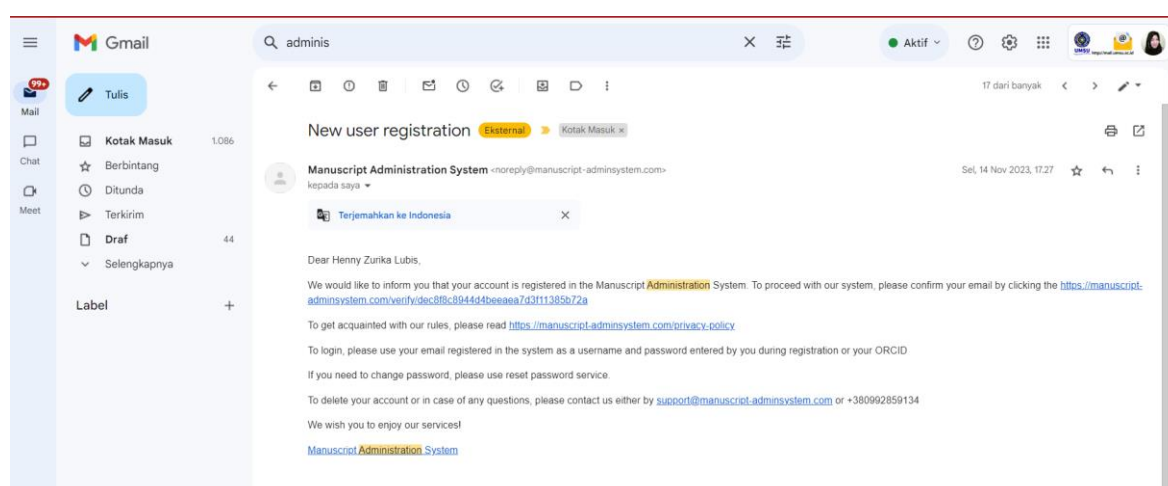 Gmail
adminis
Aktif
UMSU
99+
Mail
Chat
Meet
Tulis
Kotak Masuk 1.086
Berbintang
Ditunda
Terkirim
Draf 44
Selengkapnya
Label
17 dari banyak
New user registration Eksternal Kotak Masuk ×
Manuscript Administration System <noreply@manuscript-adminsystem.com> Sel, 14 Nov 2023, 17.27
kepada saya
Terjemahkan ke Indonesia
Dear Henny Zurika Lubis,
We would like to inform you that your account is registered in the Manuscript Administration System. To proceed with our system, please confirm your email by clicking the https://manuscript-
adminsystem.com/verify/dec8f8c8944d4beeaea7d3f11385b72a
To get acquainted with our rules, please read https://manuscript-adminsystem.com/privacy-policy
To login, please use your email registered in the system as a username and password entered by you during registration or your ORCID
If you need to change password, please use reset password service.
To delete your account or in case of any questions, please contact us either by support@manuscript-adminsystem.com or +380992859134
We wish you to enjoy our services!
Manuscript Administration System